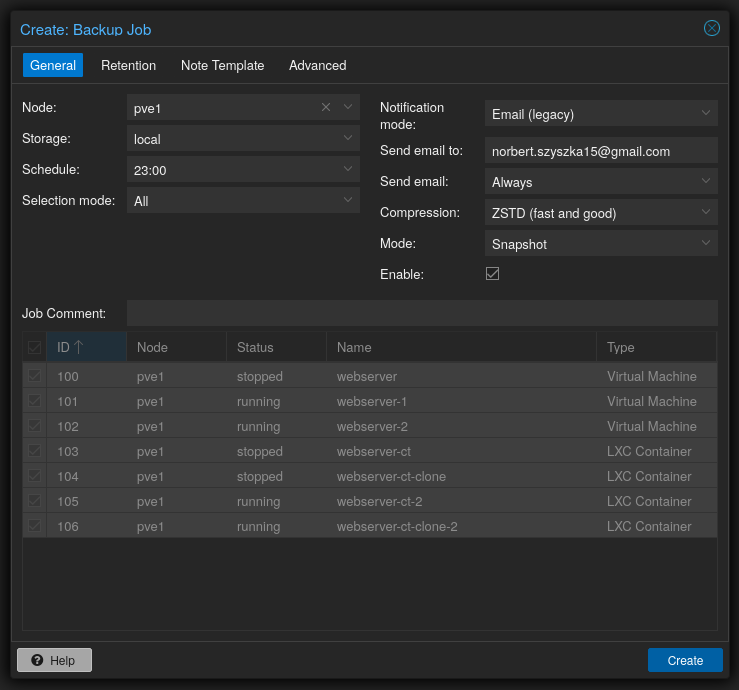 Create: Backup Job
General Retention Note Template Advanced
Node: pve1
Storage: local
Schedule: 23:00
Selection mode: All
Notification mode: Email (legacy)
Send email to: norbert.szyszka15@gmail.com
Send email: Always
Compression: ZSTD (fast and good)
Mode: Snapshot
Enable:
Job Comment:
ID ↑ Node Status Name Type
100 pve1 stopped webserver Virtual Machine
101 pve1 running webserver-1 Virtual Machine
102 pve1 running webserver-2 Virtual Machine
103 pve1 stopped webserver-ct LXC Container
104 pve1 stopped webserver-ct-clone LXC Container
105 pve1 running webserver-ct-2 LXC Container
106 pve1 running webserver-ct-clone-2 LXC Container
Help Create